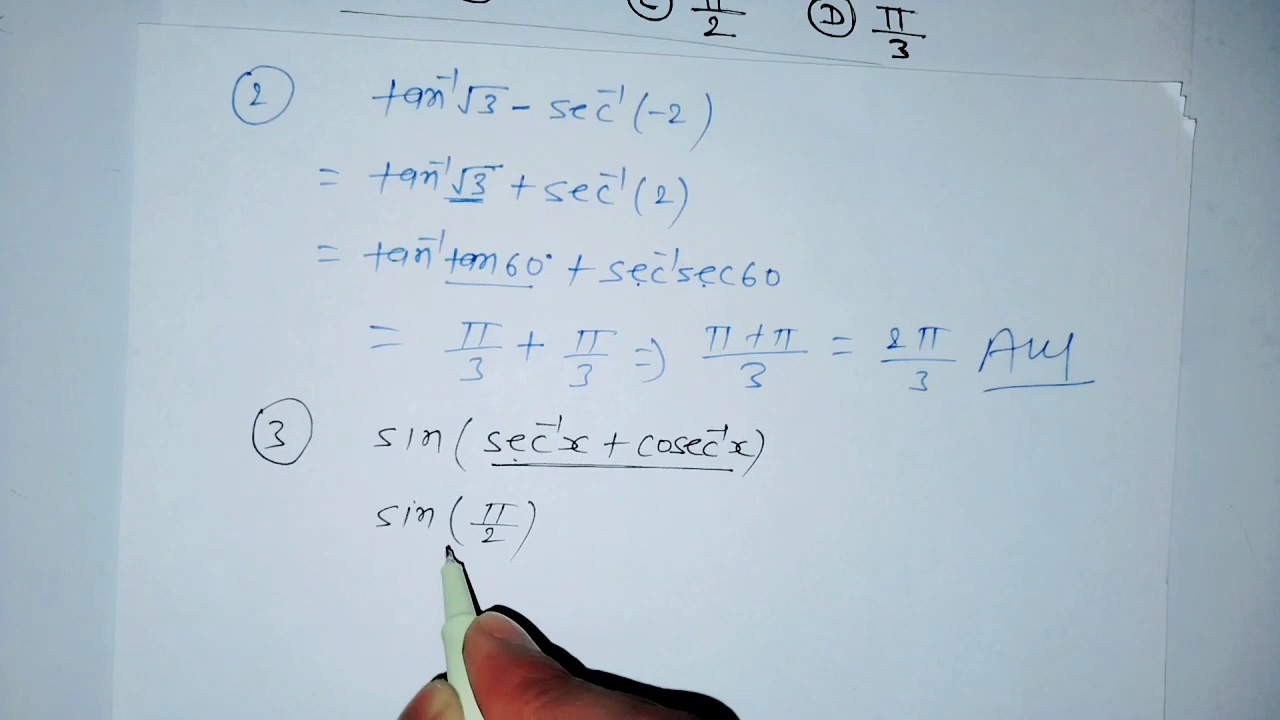 Ⓒ π/2 Ⓓ π/3
② tan⁻¹√3 - sec⁻¹(-2)
= tan⁻¹√3 + sec⁻¹(2)
= tan⁻¹tan60° + sec⁻¹sec60
= π/3 + π/3 ⇒ (π+π)/3 = 2π/3 Ans
③ sin(sec⁻¹x + cosec⁻¹x)
sin(π/2)